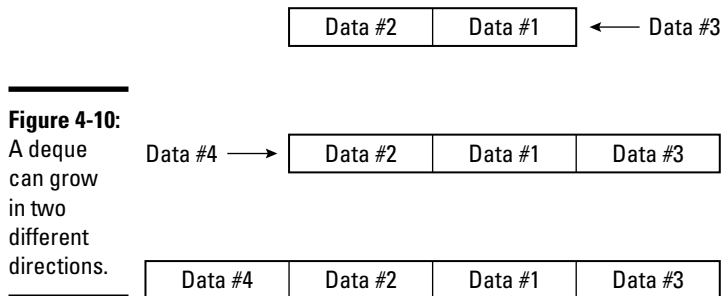 Data #2 Data #1 Data #3
Figure 4-10:
A deque
can grow
in two
different
directions.
Data #4 Data #2 Data #1 Data #3
Data #4 Data #2 Data #1 Data #3